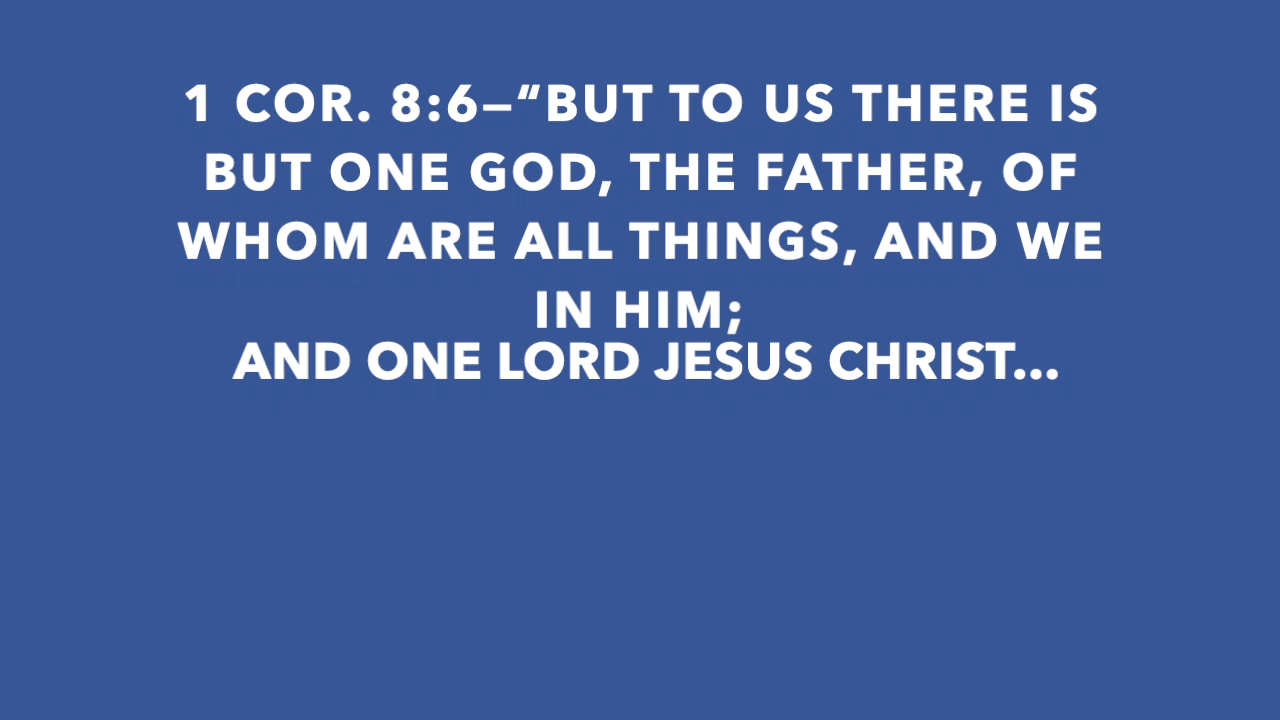 1 COR. 8:6–“BUT TO US THERE IS
BUT ONE GOD, THE FATHER, OF
WHOM ARE ALL THINGS, AND WE
IN HIM;
AND ONE LORD JESUS CHRIST...